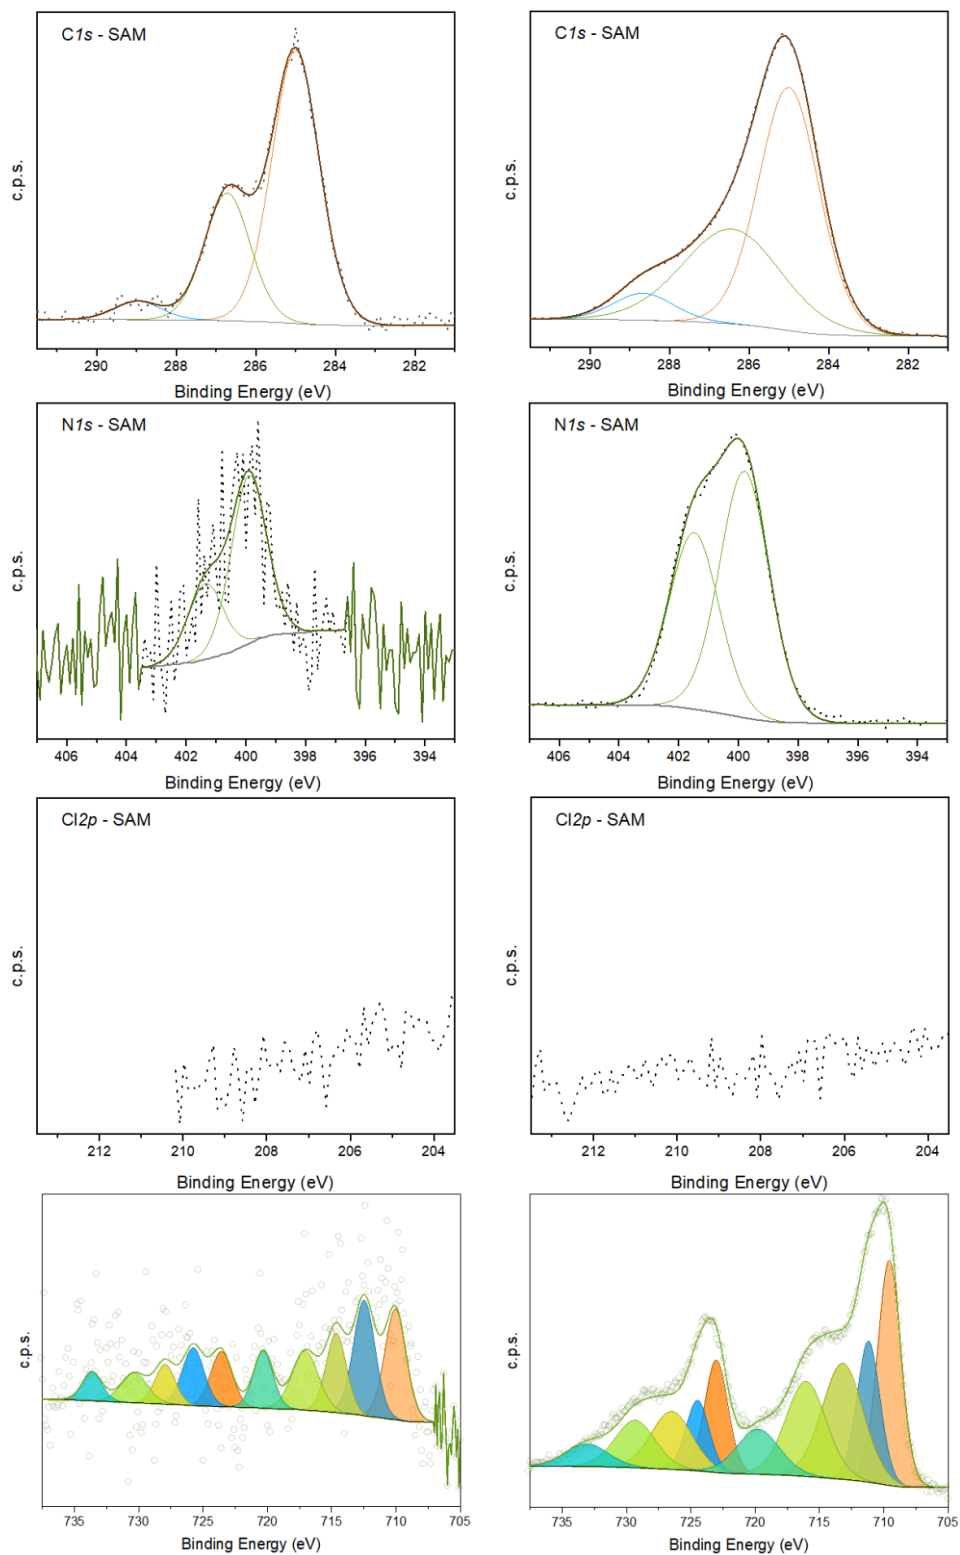 C1s - SAM
c.p.s.
290 288 286 284 282
Binding Energy (eV)
C1s - SAM
c.p.s.
290 288 286 284 282
Binding Energy (eV)
N1s - SAM
c.p.s.
406 404 402 400 398 396 394
Binding Energy (eV)
N1s - SAM
c.p.s.
406 404 402 400 398 396 394
Binding Energy (eV)
Cl2p - SAM
c.p.s.
212 210 208 206 204
Binding Energy (eV)
Cl2p - SAM
c.p.s.
212 210 208 206 204
Binding Energy (eV)
c.p.s.
735 730 725 720 715 710 705
Binding Energy (eV)
c.p.s.
735 730 725 720 715 710 705
Binding Energy (eV)